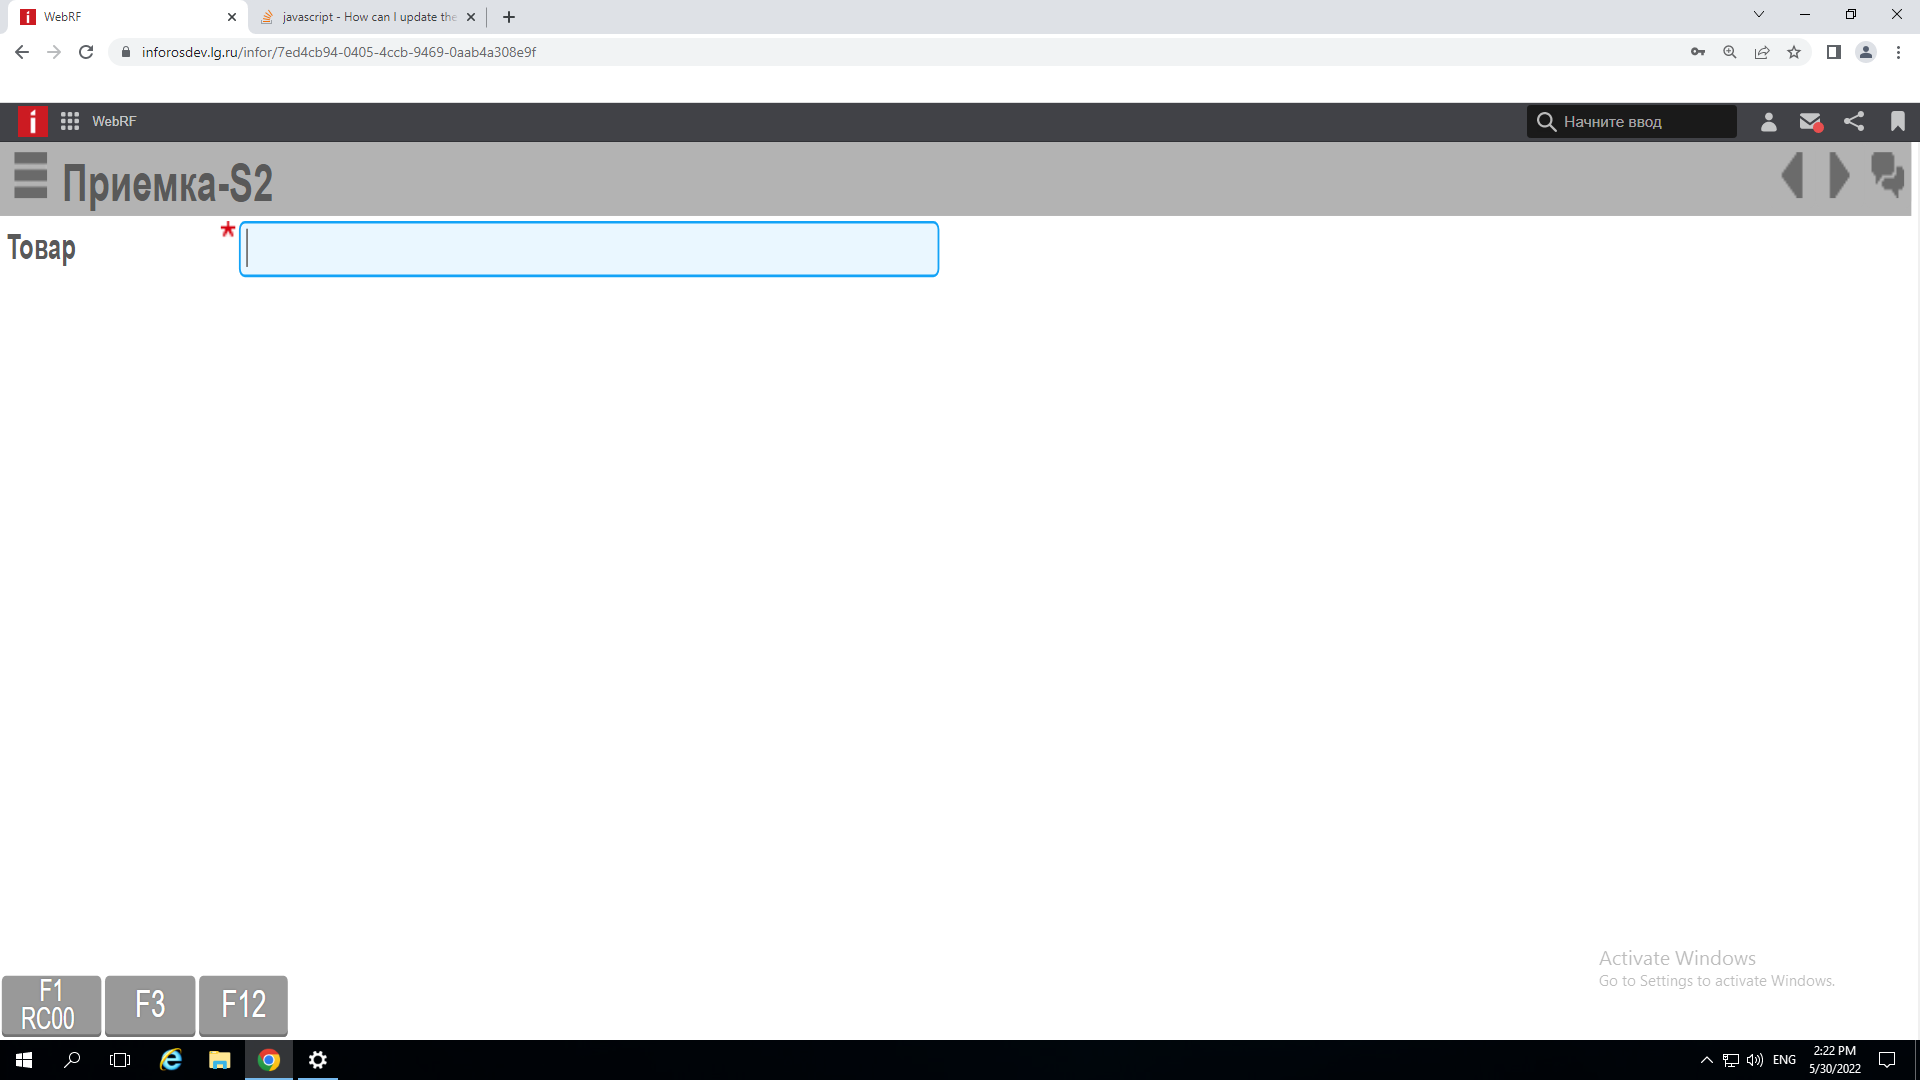 WebRF
javascript - How can I update the
inforosdev.lg.ru/infor/7ed4cb94-0405-4ccb-9469-0aab4a308e9f
WebRF
Начните ввод
Приемка-S2
Товар *
Activate Windows
Go to Settings to activate Windows.
F1
RC00
F3
F12
ENG
2:22 PM
5/30/2022